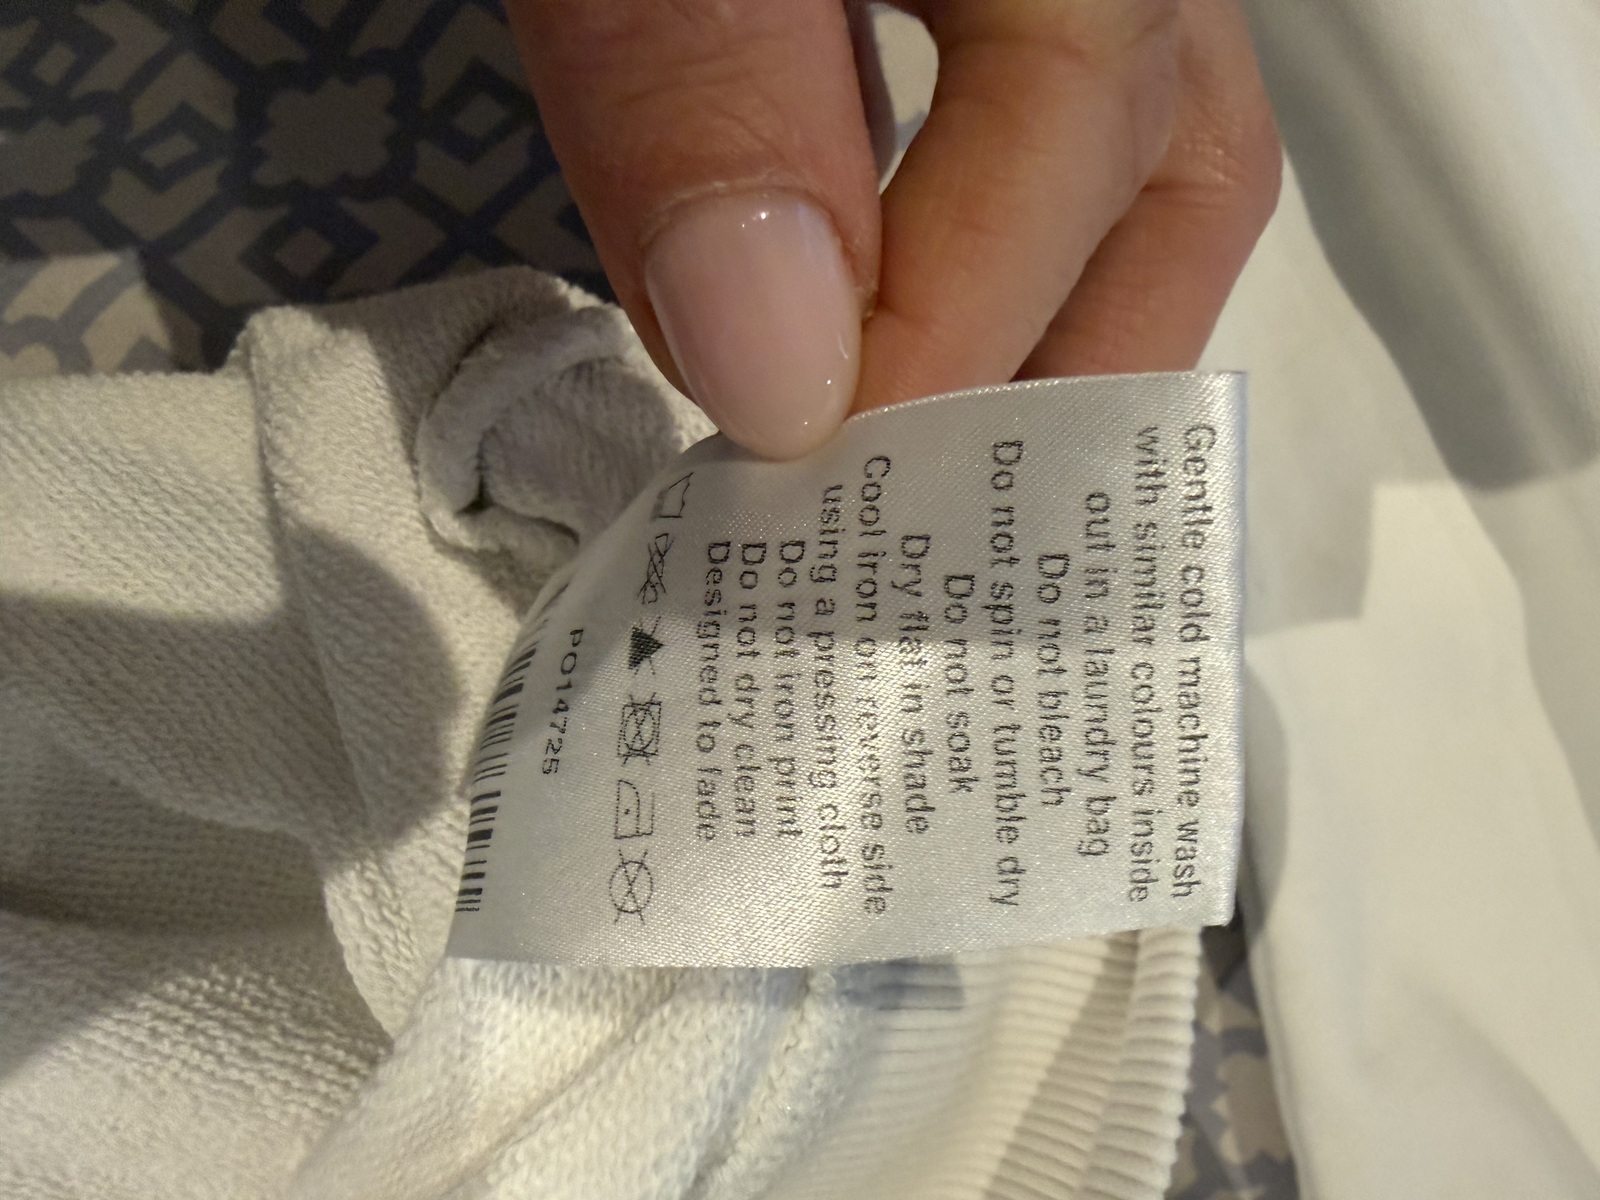 Gentle cold machine wash
with similar colours inside
out in a laundry bag
Do not bleach
Do not spin or tumble dry
Do not soak
Dry flat in shade
Cool iron on reverse side
using a pressing cloth
Do not iron print
Do not dry clean
Designed to fade
PO14725